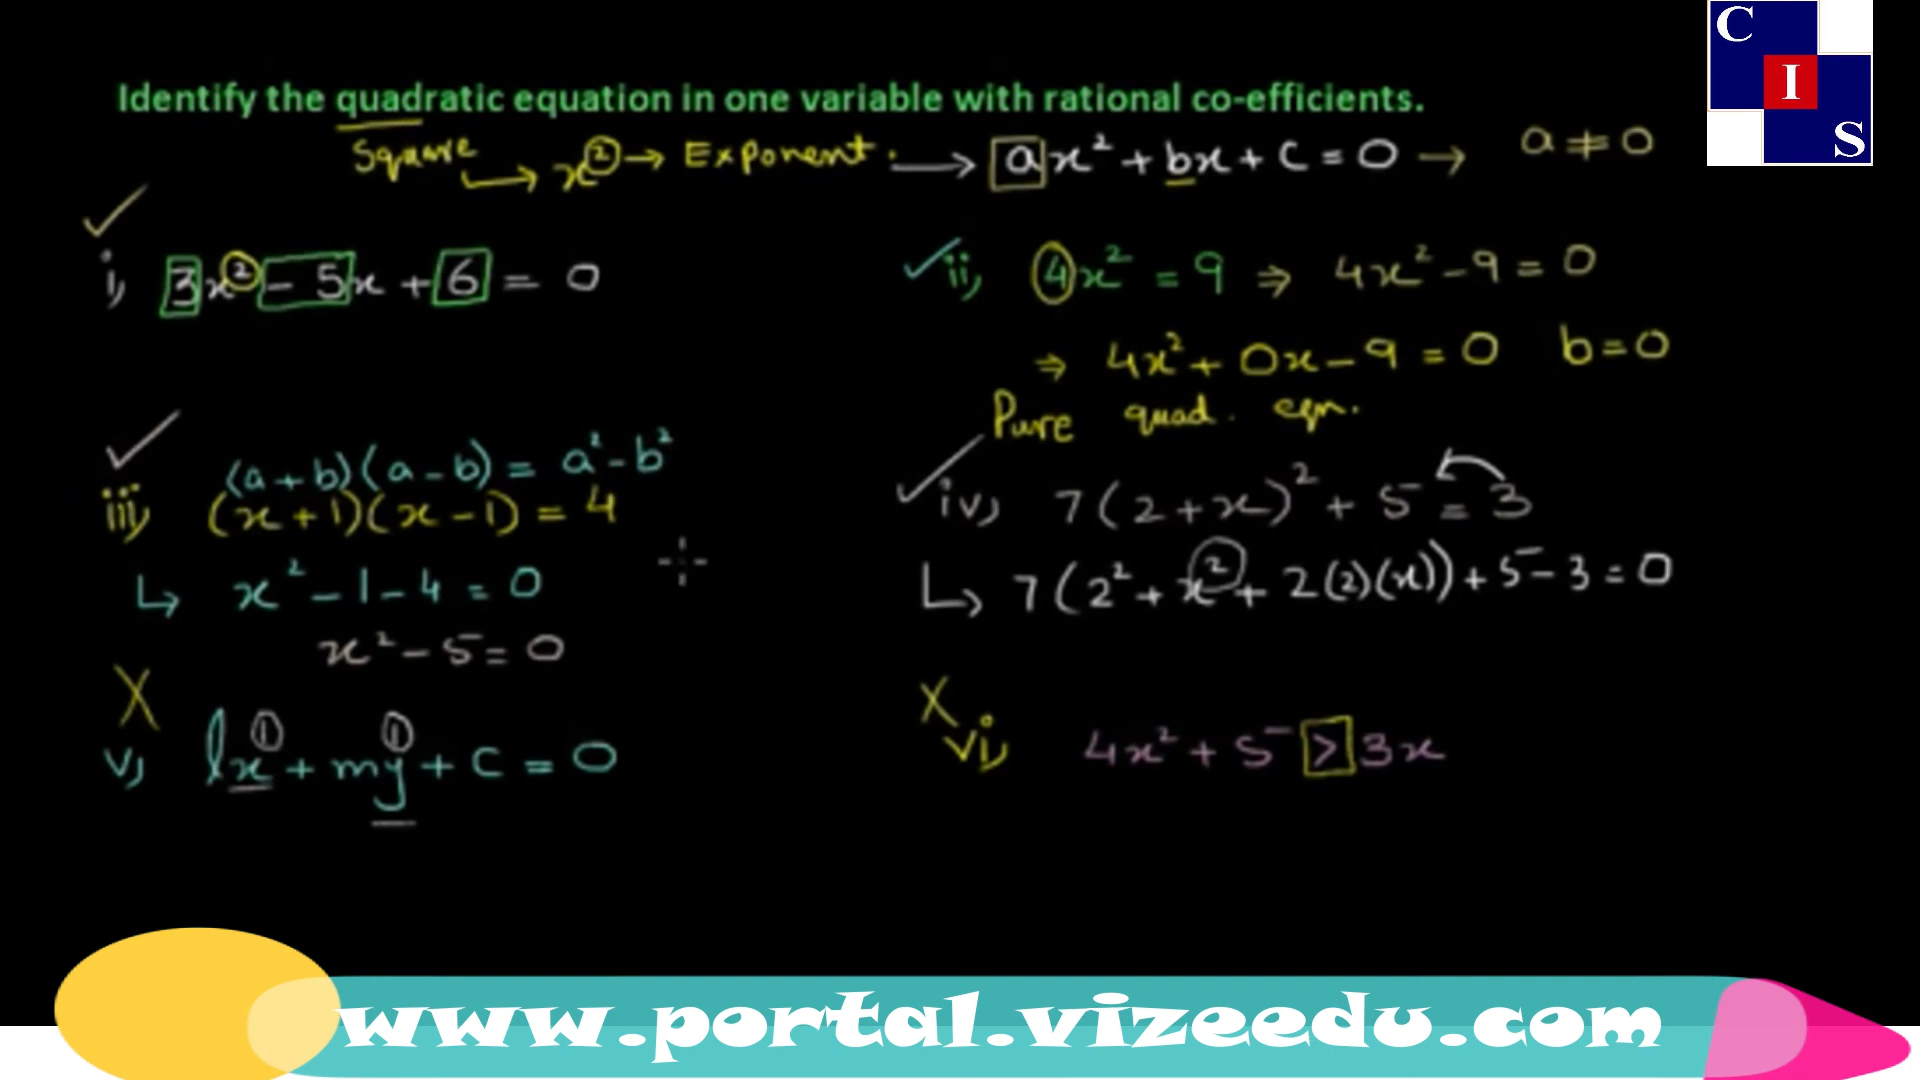 C
I
S
Identify the quadratic equation in one variable with rational co-efficients.
Square → x² → Exponent. → ax² + bx + c = 0 → a ≠ 0
i, 3x² - 5x + 6 = 0
ii, 4x² = 9 ⇒ 4x² - 9 = 0
⇒ 4x² + 0x - 9 = 0 b = 0
Pure quad. eqn.
(a + b)(a - b) = a² - b²
iii, (x + 1)(x - 1) = 4
↳ x² - 1 - 4 = 0
x² - 5 = 0
iv, 7(2 + x)² + 5 = 3
↳ 7(2² + x² + 2(2)(x)) + 5 - 3 = 0
X
v, lx¹ + my¹ + c = 0
X
vi, 4x² + 5 > 3x
www.portal.vizeedu.com